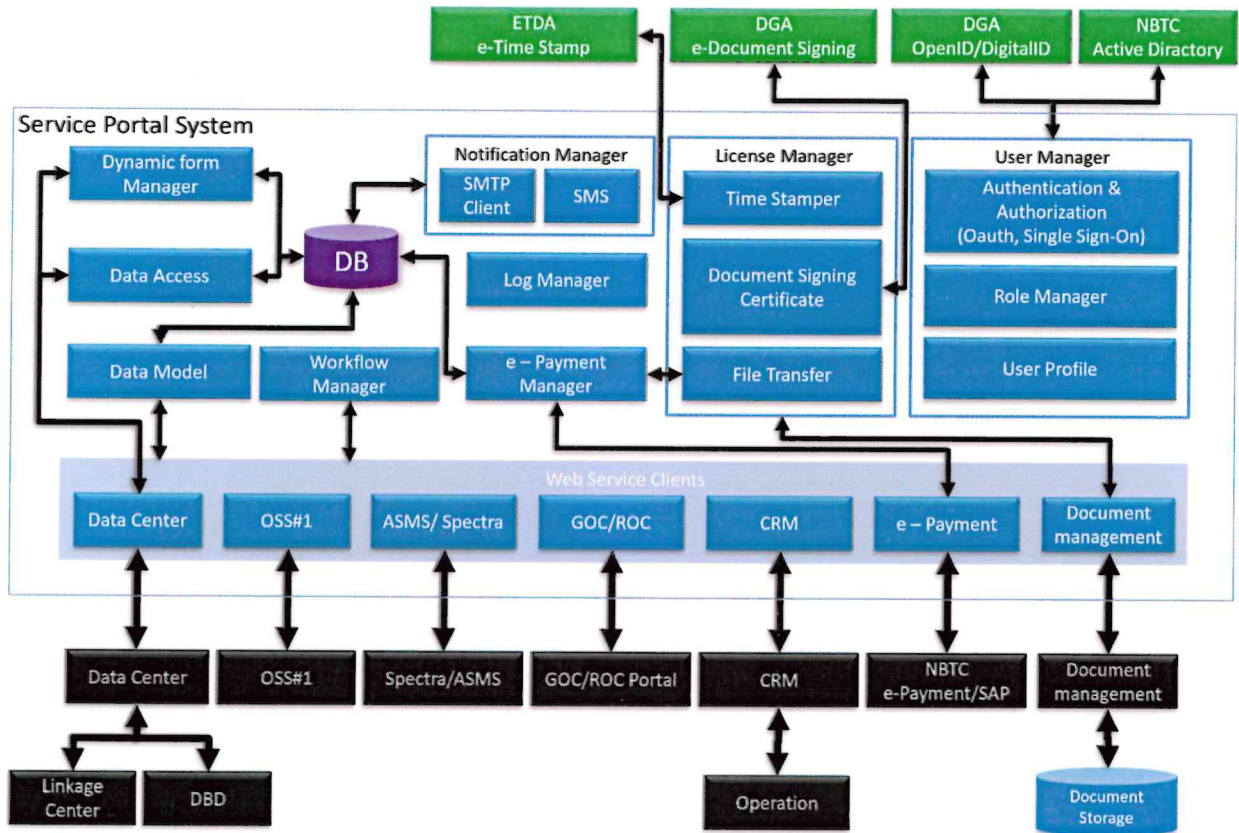 ETDA
e-Time Stamp
DGA
e-Document Signing
DGA
OpenID/DigitalID
NBTC
Active Diractory
Service Portal System
Dynamic form
Manager
Notification Manager
SMTP
Client
SMS
License Manager
Time Stamper
User Manager
Authentication &
Authorization
(Oauth, Single Sign-On)
DB
Data Access
Log Manager
Document Signing
Certificate
Role Manager
Data Model
Workflow
Manager
e – Payment
Manager
File Transfer
User Profile
Web Service Clients
Data Center
OSS#1
ASMS/ Spectra
GOC/ROC
CRM
e – Payment
Document
management
Data Center
OSS#1
Spectra/ASMS
GOC/ROC Portal
CRM
NBTC
e-Payment/SAP
Document
management
Linkage
Center
DBD
Operation
Document
Storage